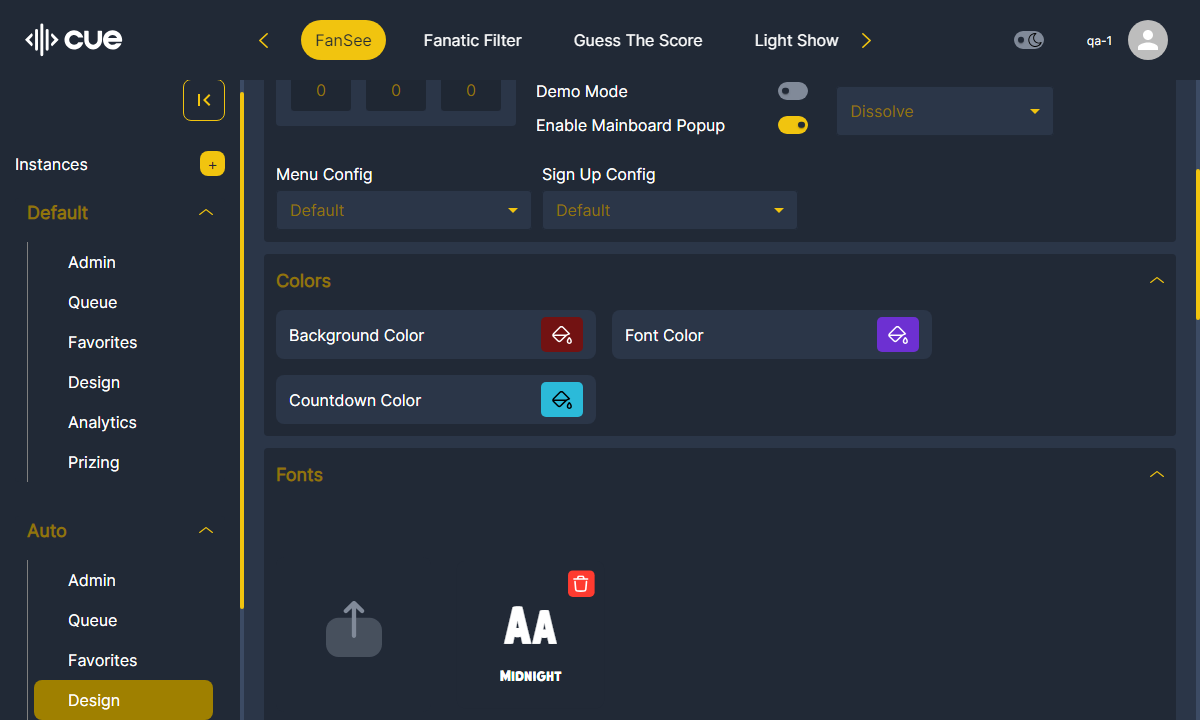 cue
FanSee
Fanatic Filter
Guess The Score
Light Show
qa-1
0
0
0
Demo Mode
Enable Mainboard Popup
Dissolve
Instances
+
Menu Config
Sign Up Config
Default
Default
Default
Admin
Queue
Favorites
Design
Analytics
Prizing
Colors
Background Color
Font Color
Countdown Color
Fonts
Auto
Admin
Queue
Favorites
Design
AA
MIDNIGHT